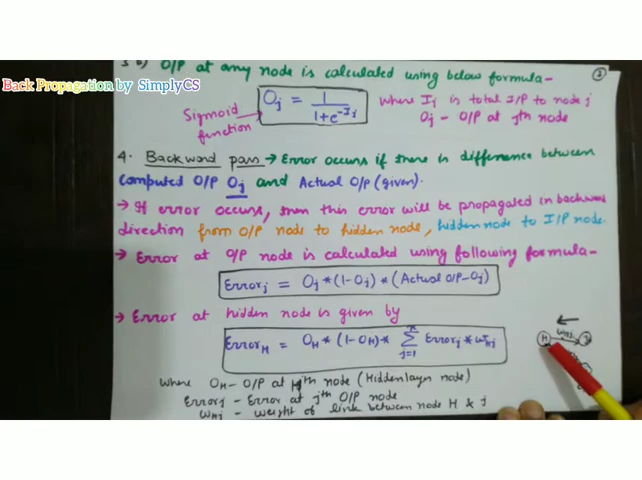 3 b) O/P at any node is calculated using below formula-
2
Back Propagation by SimplyCS
Oj = 1 / 1+e^-Ij
where Ij is total I/P to node j
Oj - O/P at jth node
Sigmoid function
4. Backward pass → Error occurs if there is difference between
computed O/P Oj and Actual O/P (given).
→ If error occurs, then this error will be propagated in backward
direction from O/P node to hidden node, hidden node to I/P node.
→ Error at O/P node is calculated using following formula-
Errorj = Oj * (1-Oj) * (Actual O/P-Oj)
→ Error at hidden node is given by
ErrorH = OH * (1-OH) * n Σ j=1 Errorj * wHj
H wHj j
where OH - O/P at Hth node (Hidden layer node)
Errorj - Error at jth O/P node
WHj - weight of link between node H & j